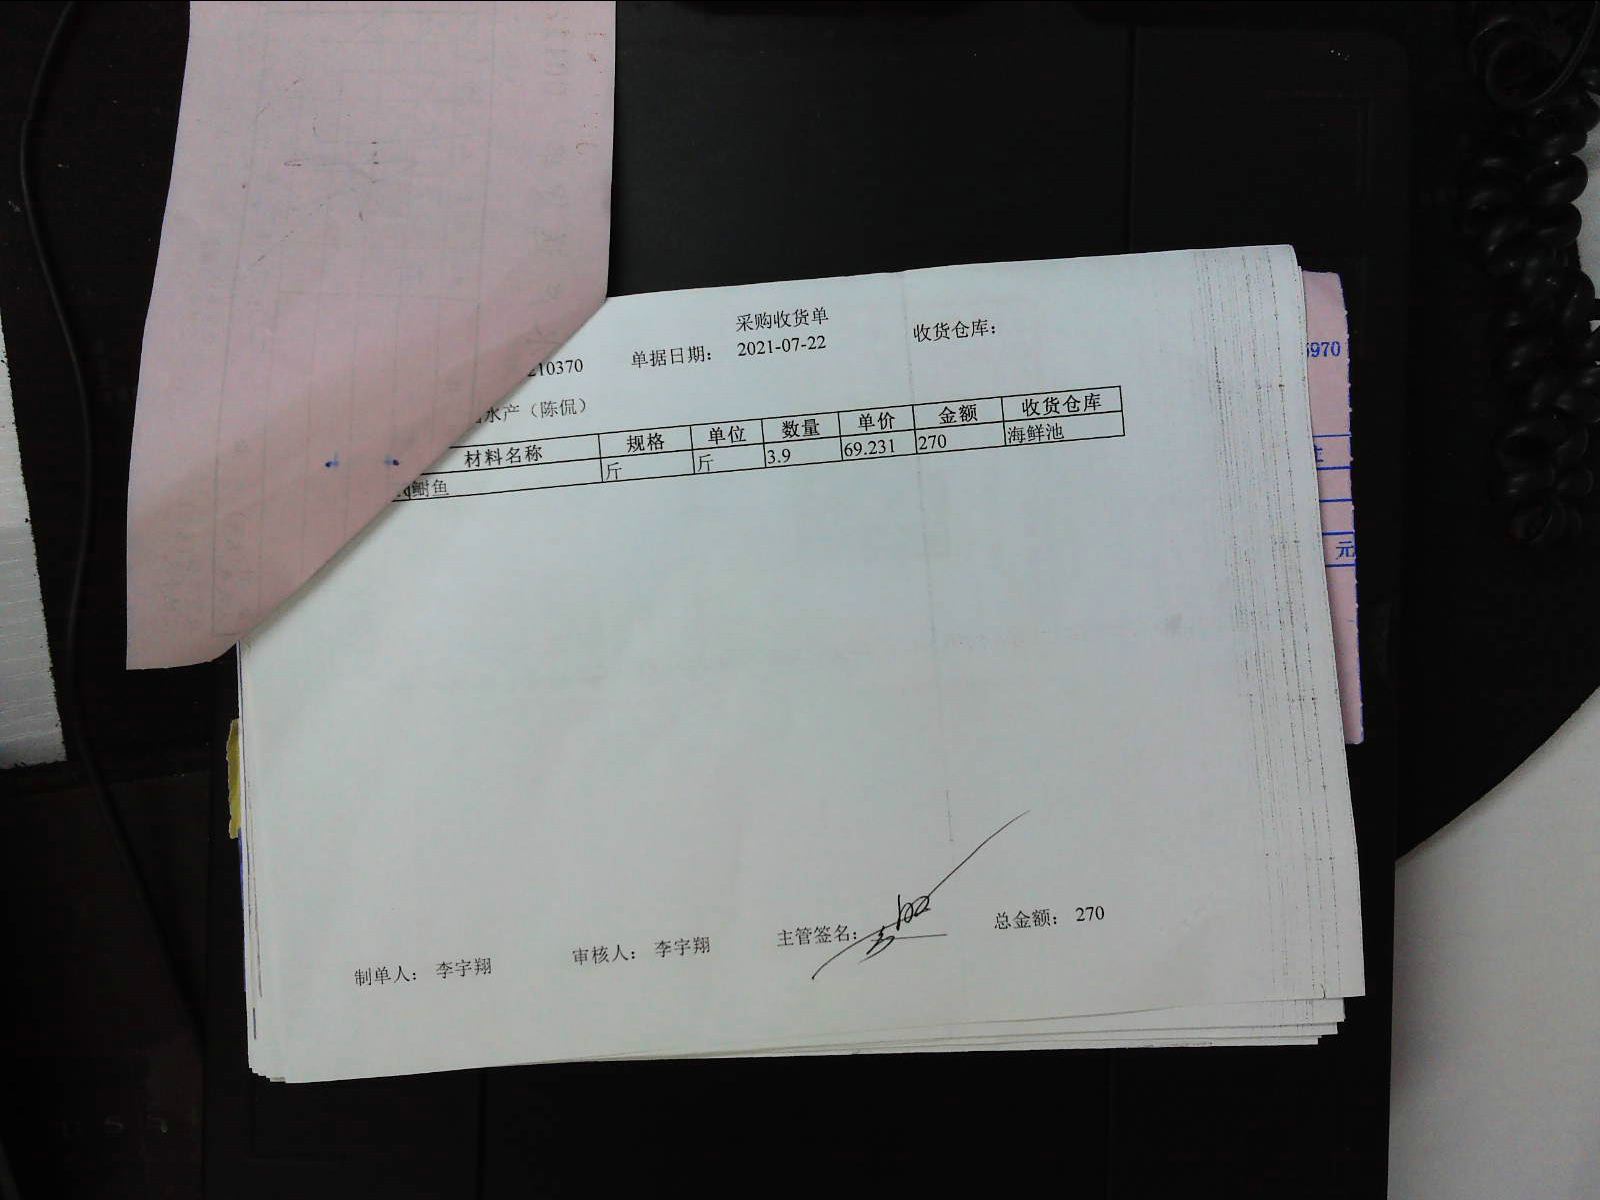 采购收货单
210370 单据日期： 2021-07-22 收货仓库：
水产（陈侃）
材料名称 规格 单位 数量 单价 金额 收货仓库
鲥鱼 斤 斤 3.9 69.231 270 海鲜池
制单人： 李宇翔 审核人： 李宇翔 主管签名： 总金额： 270
5970
元